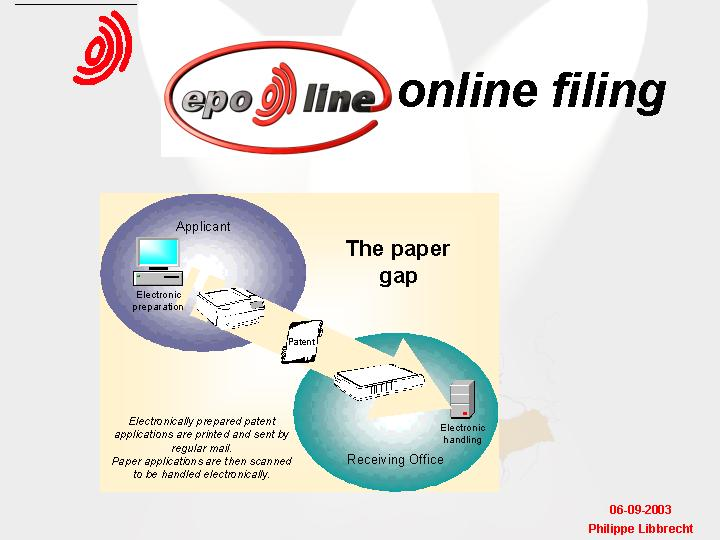 epo line online filing
Applicant
The paper
gap
Electronic
preparation
Patent
Electronically prepared patent
applications are printed and sent by
regular mail.
Paper applications are then scanned
to be handled electronically.
Electronic
handling
Receiving Office
06-09-2003
Philippe Libbrecht